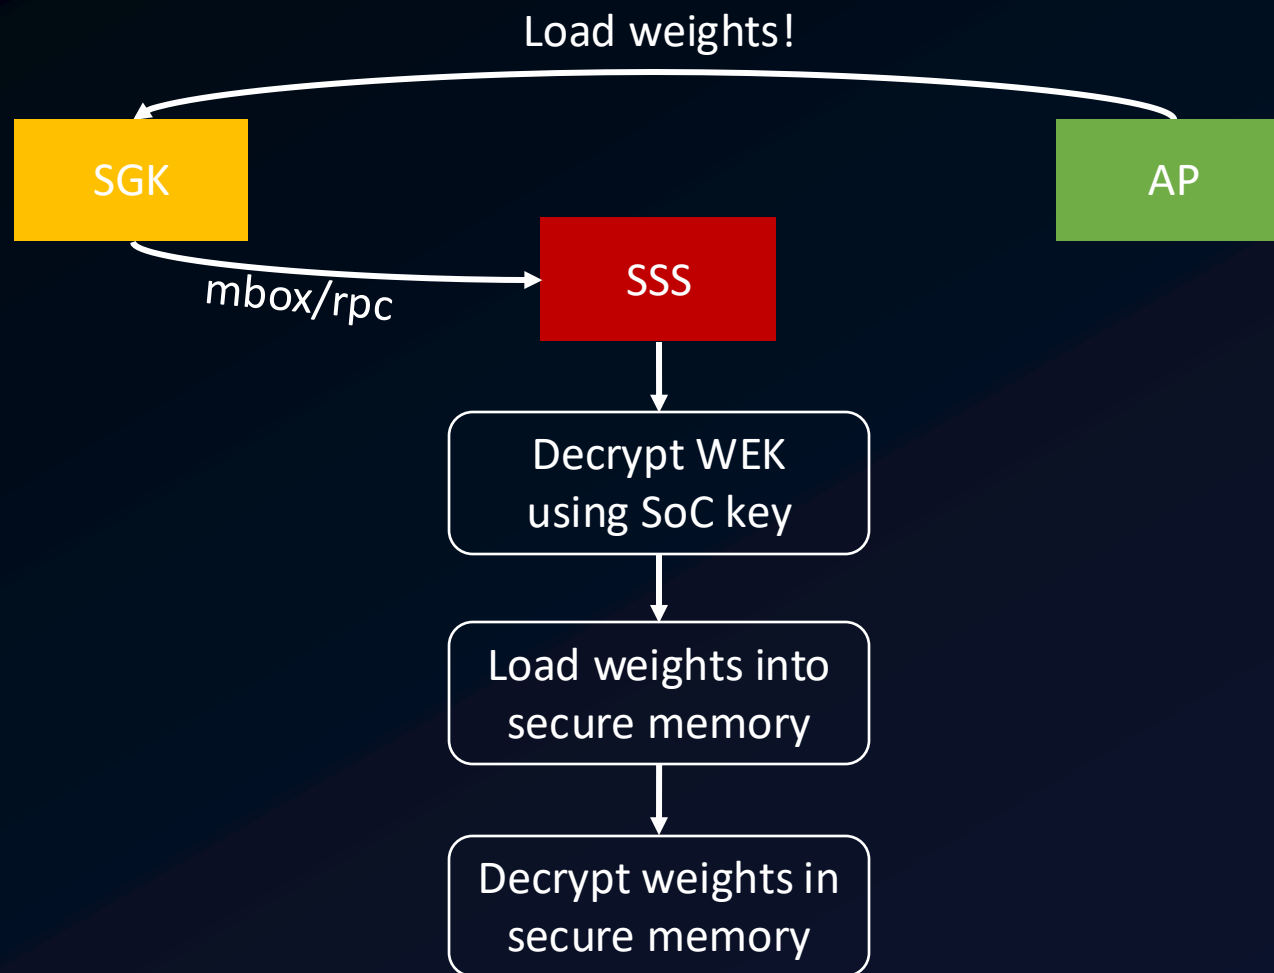 Load weights!
SGK
AP
SSS
mbox/rpc
Decrypt WEK
using SoC key
Load weights into
secure memory
Decrypt weights in
secure memory